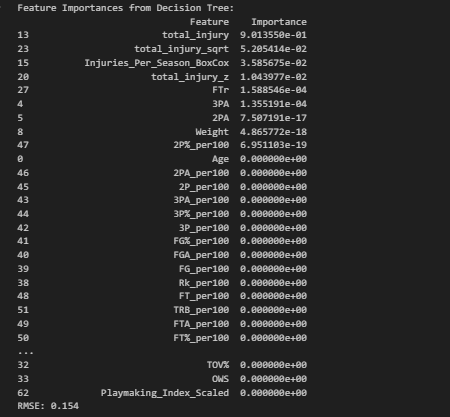 Feature Importances from Decision Tree:
Feature Importance
13 total_injury 9.013550e-01
23 total_injury_sqrt 5.205414e-02
15 Injuries_Per_Season_BoxCox 3.585675e-02
20 total_injury_z 1.043977e-02
27 FTr 1.588546e-04
4 3PA 1.355191e-04
5 2PA 7.507191e-17
8 Weight 4.865772e-18
47 2P%_per100 6.951103e-19
0 Age 0.000000e+00
46 2PA_per100 0.000000e+00
45 2P_per100 0.000000e+00
43 3PA_per100 0.000000e+00
44 3P%_per100 0.000000e+00
42 3P_per100 0.000000e+00
41 FG%_per100 0.000000e+00
40 FGA_per100 0.000000e+00
39 FG_per100 0.000000e+00
38 Rk_per100 0.000000e+00
48 FT_per100 0.000000e+00
51 TRB_per100 0.000000e+00
49 FTA_per100 0.000000e+00
50 FT%_per100 0.000000e+00
...
32 TOV% 0.000000e+00
33 OWS 0.000000e+00
62 Playmaking_Index_Scaled 0.000000e+00
RMSE: 0.154